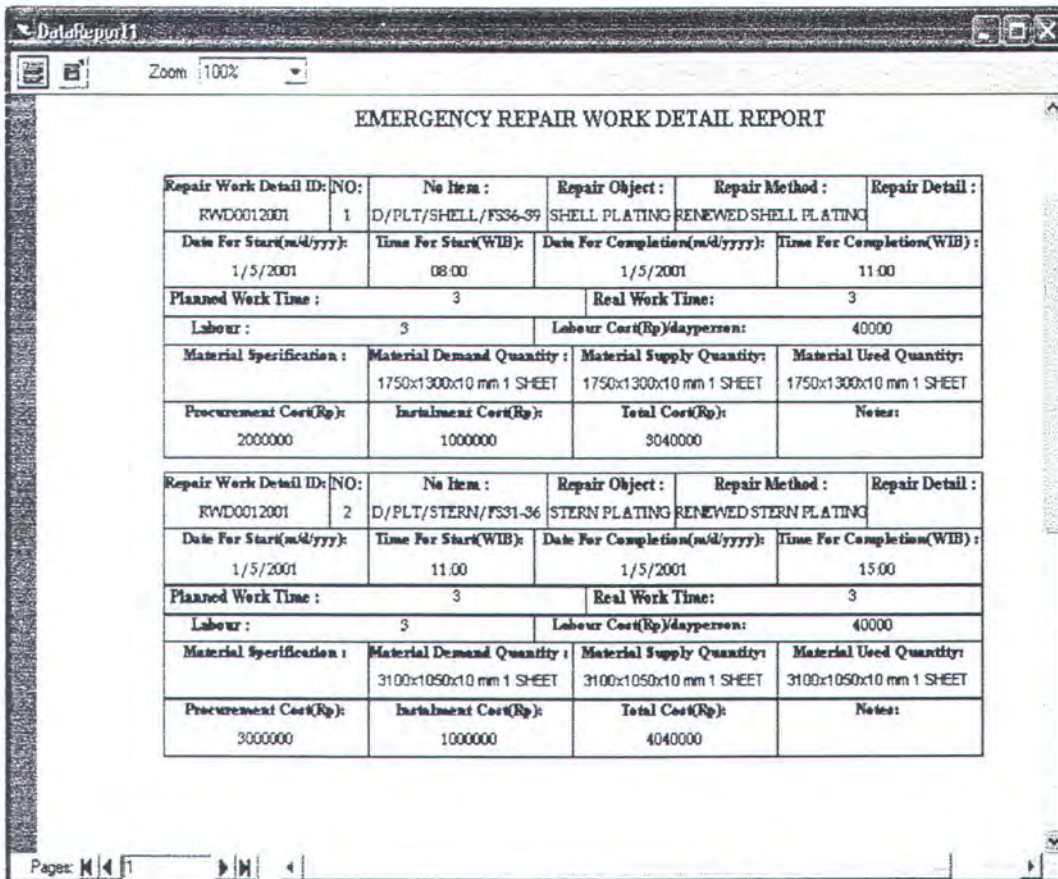 DataReport1
Zoom 100%
EMERGENCY REPAIR WORK DETAIL REPORT
Repair Work Detail ID: NO: No Item : Repair Object : Repair Method : Repair Detail :
RWD0012001 1 D/PLT/SHELL/FS36-39 SHELL PLATING RENEWED SHELL PLATING
Date For Start(m/d/yyy): Time For Start(WIB): Date For Completion(m/d/yyyy): Time For Completion(WIB) :
1/5/2001 08:00 1/5/2001 11:00
Planned Work Time : 3 Real Work Time: 3
Labour : 3 Labour Cost(Rp)/dayperson: 40000
Material Spesification : Material Demand Quantity : Material Supply Quantity: Material Used Quantity:
1750x1300x10 mm 1 SHEET 1750x1300x10 mm 1 SHEET 1750x1300x10 mm 1 SHEET
Procurement Cost(Rp): Instalment Cost(Rp): Total Cost(Rp): Notes:
2000000 1000000 3040000
Repair Work Detail ID: NO: No Item : Repair Object : Repair Method : Repair Detail :
RWD0012001 2 D/PLT/STERN/FS31-36 STERN PLATING RENEWED STERN PLATING
Date For Start(m/d/yyy): Time For Start(WIB): Date For Completion(m/d/yyyy): Time For Completion(WIB) :
1/5/2001 11:00 1/5/2001 15:00
Planned Work Time : 3 Real Work Time: 3
Labour : 3 Labour Cost(Rp)/dayperson: 40000
Material Spesification : Material Demand Quantity : Material Supply Quantity: Material Used Quantity:
3100x1050x10 mm 1 SHEET 3100x1050x10 mm 1 SHEET 3100x1050x10 mm 1 SHEET
Procurement Cost(Rp): Instalment Cost(Rp): Total Cost(Rp): Notes:
3000000 1000000 4040000
Pages: 1